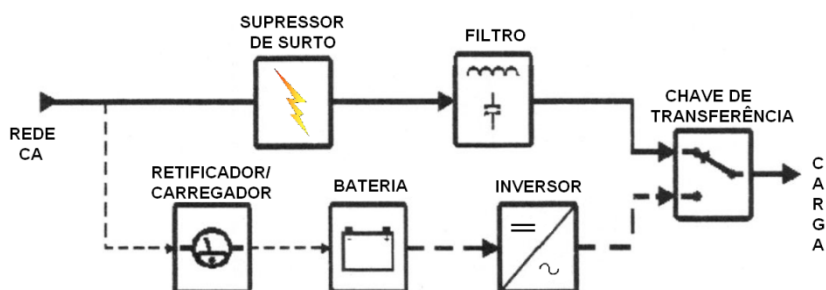 SUPRESSOR
DE SURTO
FILTRO
CHAVE DE
TRANSFERÊNCIA
REDE
CA
RETIFICADOR/
CARREGADOR
BATERIA
INVERSOR
C
A
R
G
A